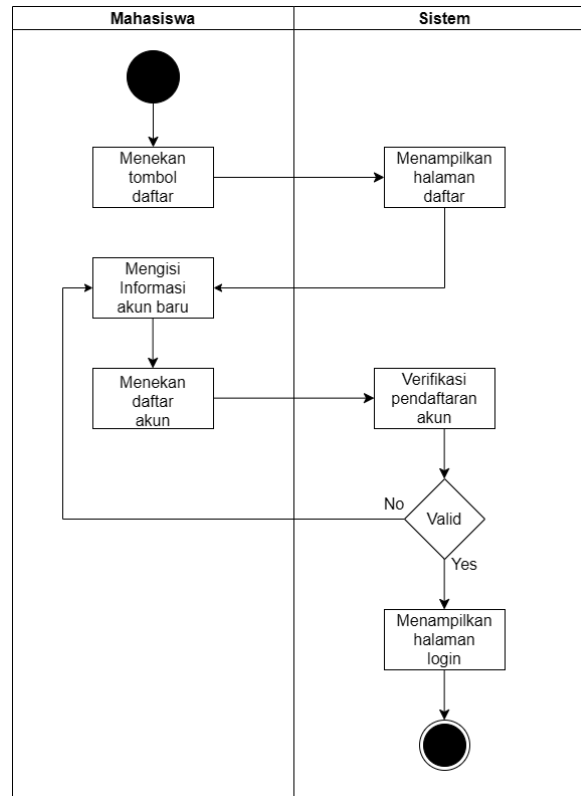 Mahasiswa
Sistem
Menekan
tombol
daftar
Menampilkan
halaman
daftar
Mengisi
Informasi
akun baru
Menekan
daftar
akun
Verifikasi
pendaftaran
akun
No
Valid
Yes
Menampilkan
halaman
login